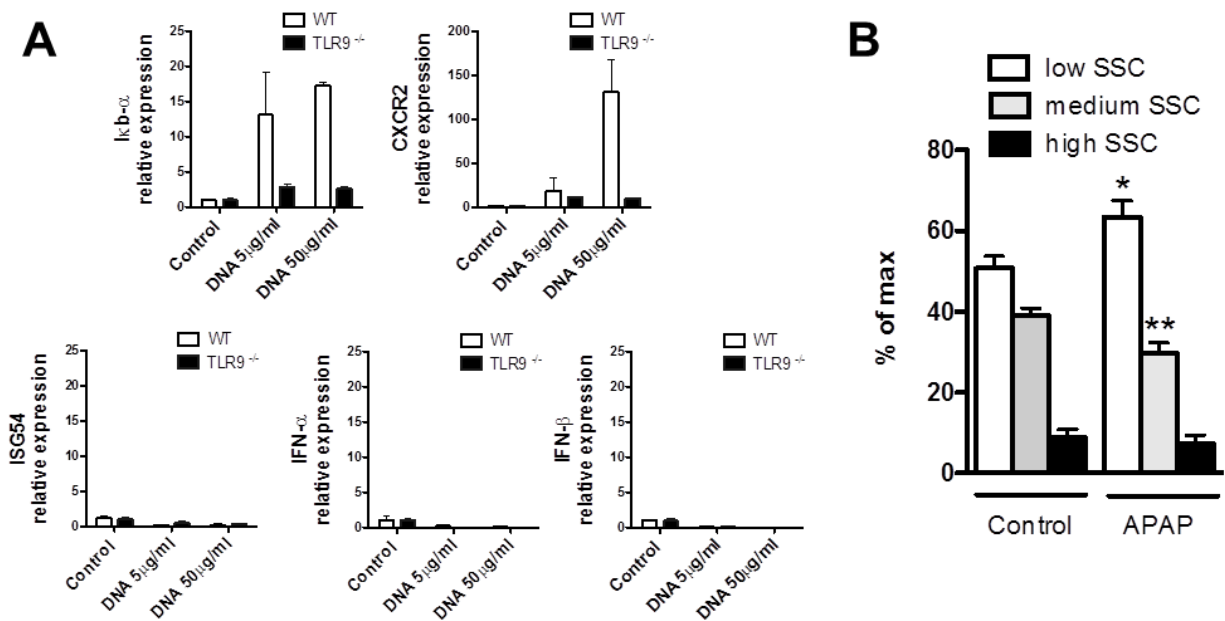 A
WT
TLR9 -/-
Iκb-α
relative expression
25
20
15
10
5
0
Control
DNA 5μg/ml
DNA 50μg/ml
WT
TLR9 -/-
CXCR2
relative expression
200
150
100
50
0
Control
DNA 5μg/ml
DNA 50μg/ml
WT
TLR9 -/-
ISG54
relative expression
25
20
15
10
5
0
Control
DNA 5μg/ml
DNA 50μg/ml
WT
TLR9 -/-
IFN-α
relative expression
25
20
15
10
5
0
Control
DNA 5μg/ml
DNA 50μg/ml
WT
TLR9 -/-
IFN-β
relative expression
25
20
15
10
5
0
Control
DNA 5μg/ml
DNA 50μg/ml
B
low SSC
medium SSC
high SSC
% of max
80
60
40
20
0
*
**
Control
APAP